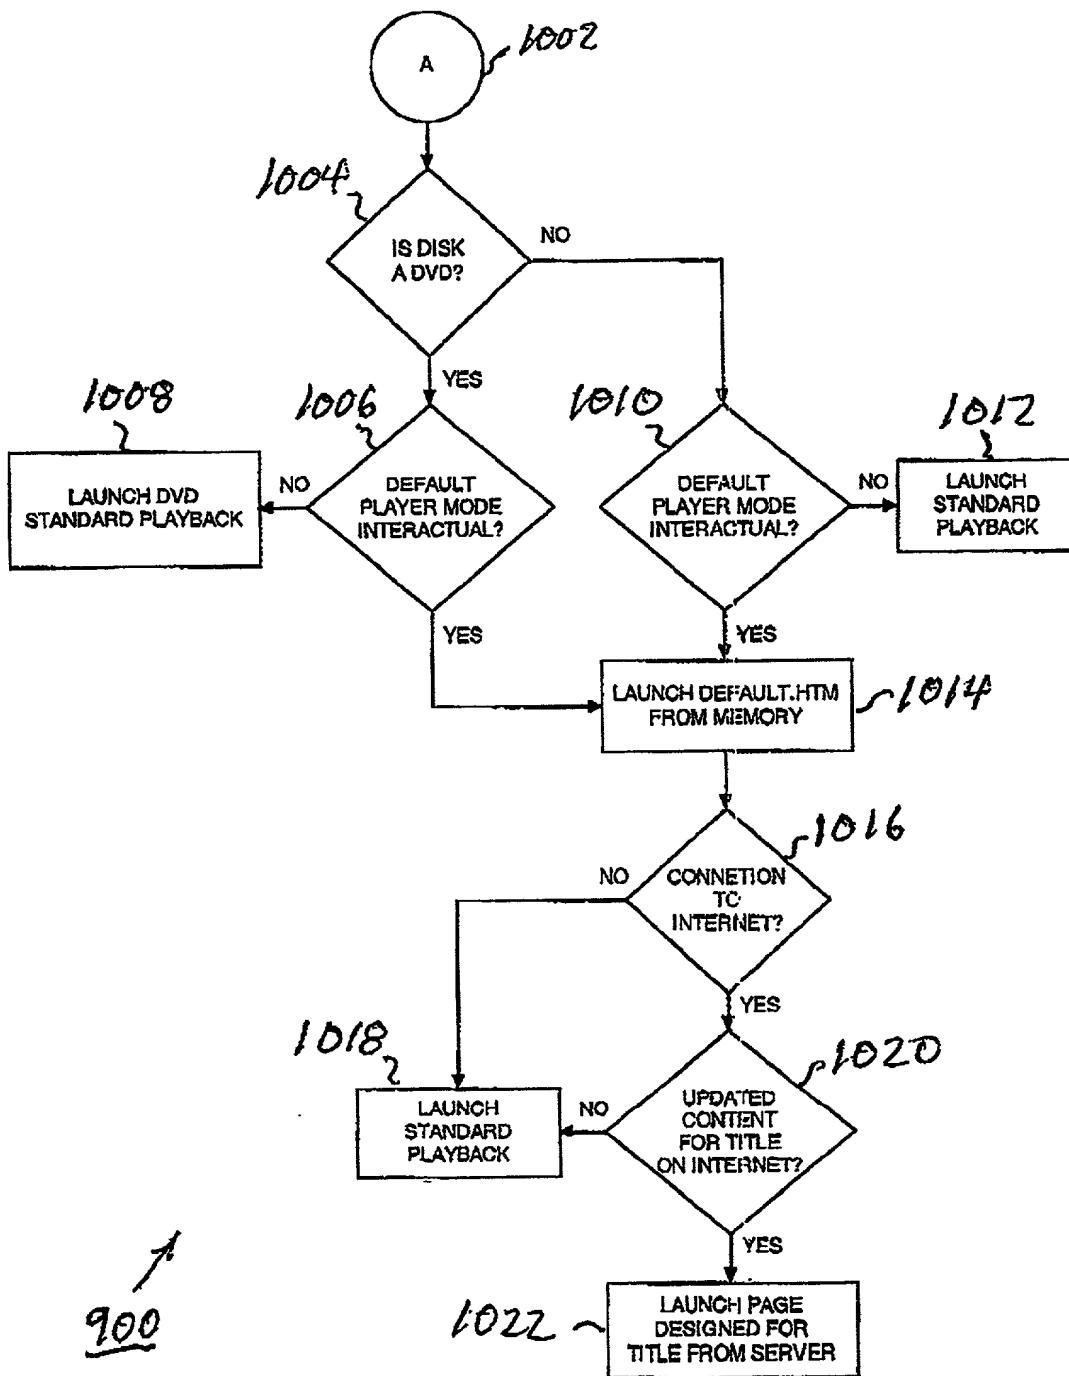 1002
A
1004
IS DISK
A DVD?
NO
YES
1008
1006
1010
1012
LAUNCH DVD
STANDARD PLAYBACK
NO
DEFAULT
PLAYER MODE
INTERACTUAL?
DEFAULT
PLAYER MODE
INTERACTUAL?
NO
LAUNCH
STANDARD
PLAYBACK
YES
YES
LAUNCH DEFAULT.HTM
FROM MEMORY
1014
1016
NO
CONNETION
TO
INTERNET?
YES
1018
1020
LAUNCH
STANDARD
PLAYBACK
NO
UPDATED
CONTENT
FOR TITLE
ON INTERNET?
YES
900
1022
LAUNCH PAGE
DESIGNED FOR
TITLE FROM SERVER